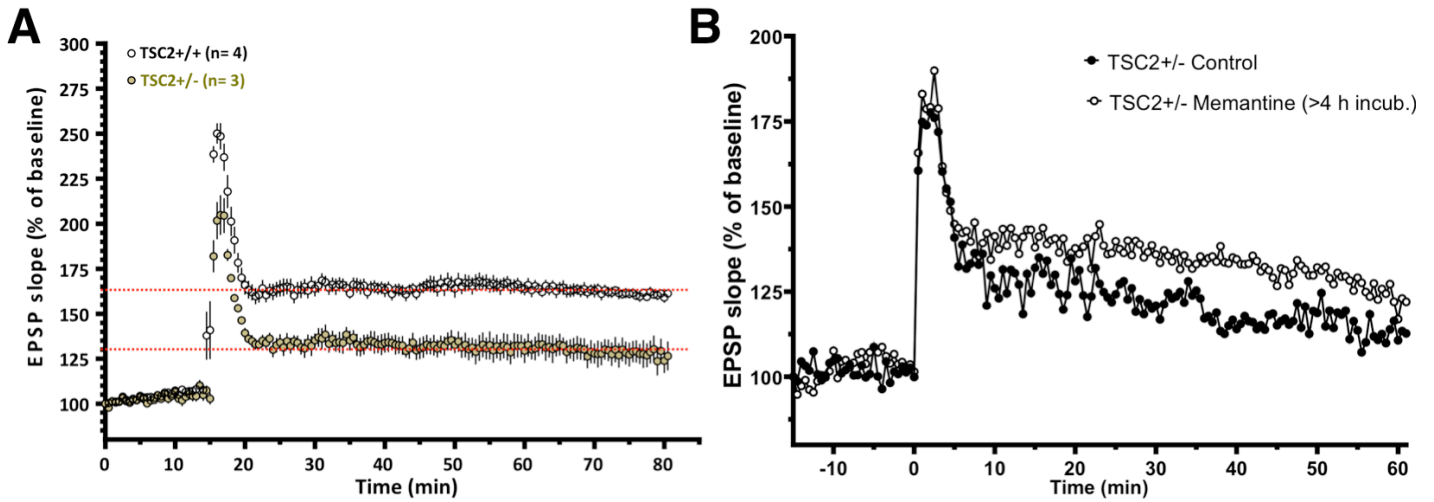 A
EPSP slope (% of baseline)
300
275
250
225
200
175
150
125
100
TSC2+/+ (n= 4)
TSC2+/- (n= 3)
0 10 20 30 40 50 60 70 80
Time (min)
B
EPSP slope (% of baseline)
200
175
150
125
100
TSC2+/- Control
TSC2+/- Memantine (>4 h incub.)
-10 0 10 20 30 40 50 60
Time (min)